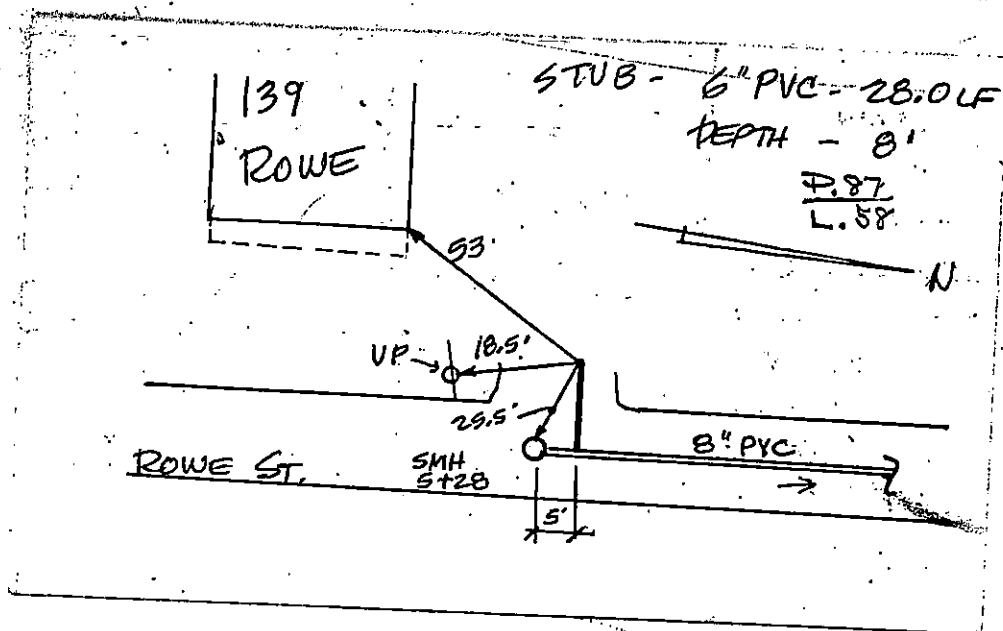 139
ROWE
STUB - 6" PVC - 28.0 LF
DEPTH - 8'
P. 87
L. 58
N
53'
UP
18.5'
25.5'
8" PVC
ROWE ST.
SMH
5+28
5'